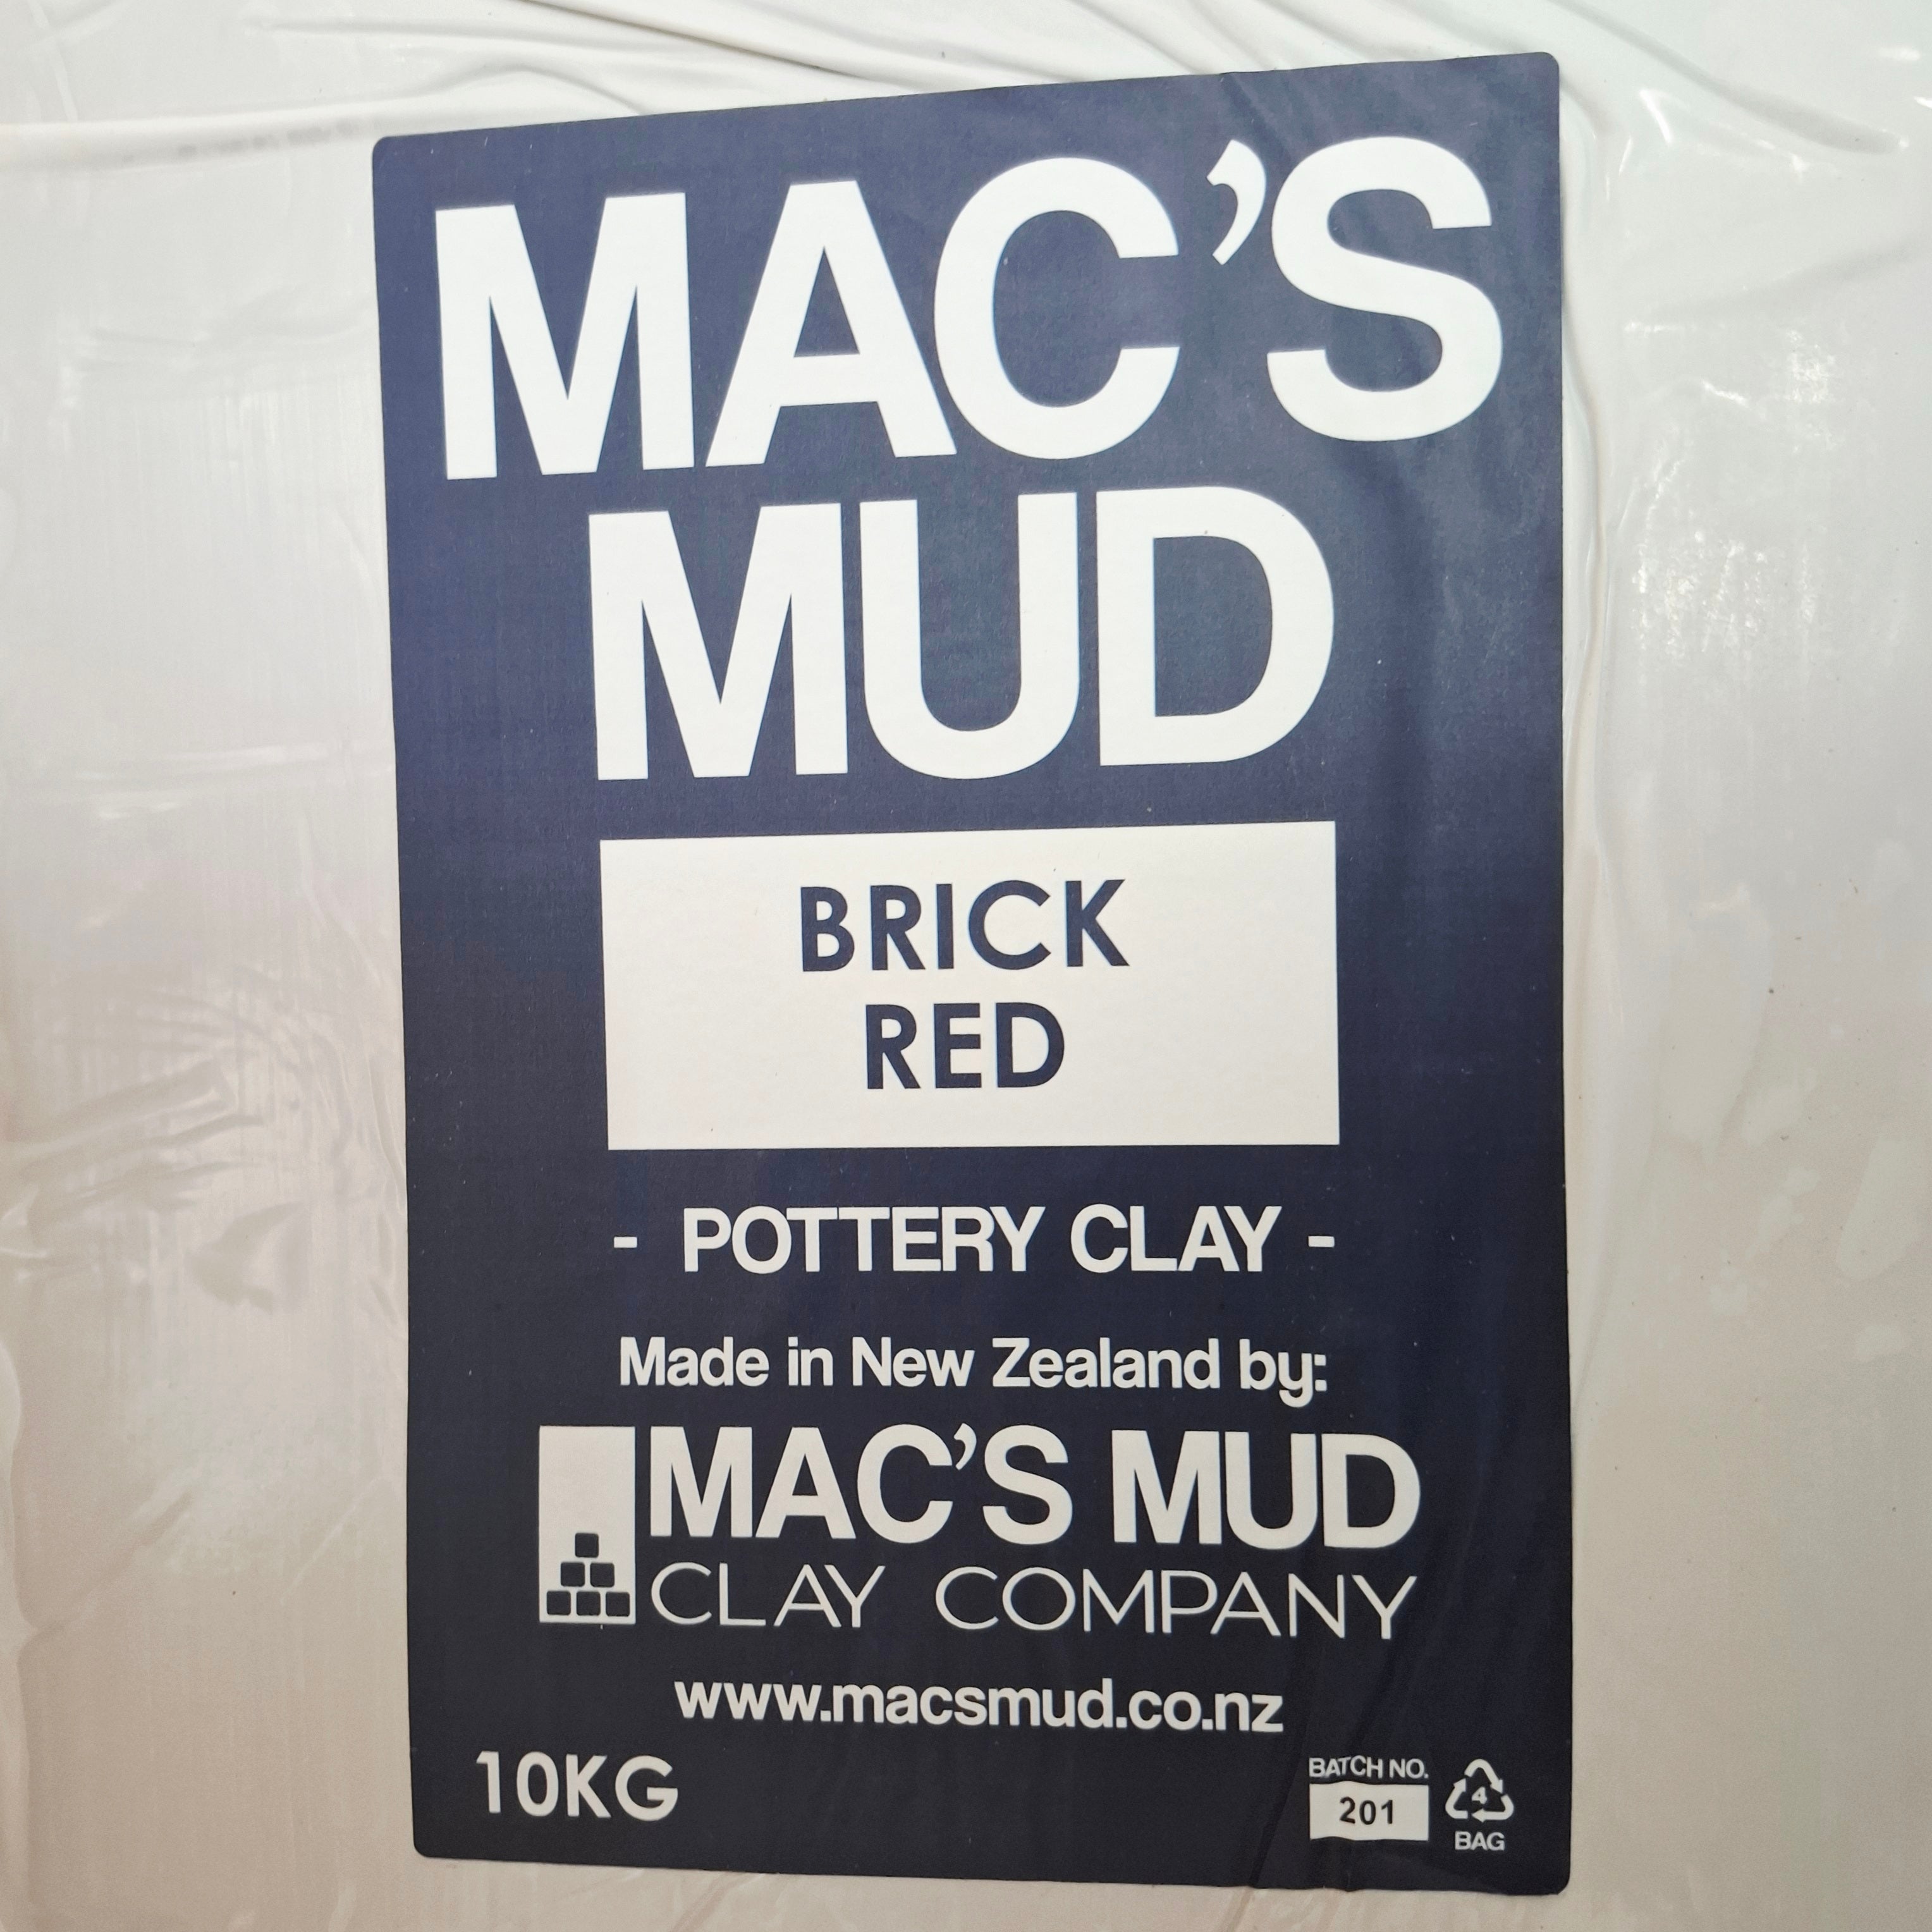 MAC’S
MUD
BRICK
RED
- POTTERY CLAY -
Made in New Zealand by:
MAC’S MUD
CLAY COMPANY
www.macsmud.co.nz
10KG
BATCH NO.
201
4
BAG